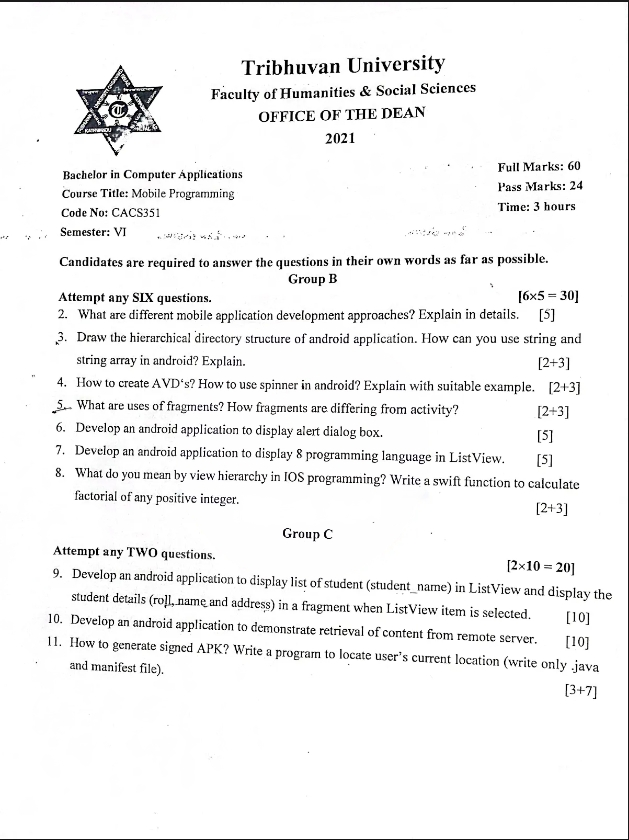 Tribhuvan University
Faculty of Humanities & Social Sciences
OFFICE OF THE DEAN
2021
Bachelor in Computer Applications
Full Marks: 60
Course Title: Mobile Programming
Pass Marks: 24
Code No: CACS351
Time: 3 hours
Semester: VI
Candidates are required to answer the questions in their own words as far as possible.
Group B
Attempt any SIX questions. [6×5 = 30]
2. What are different mobile application development approaches? Explain in details. [5]
3. Draw the hierarchical directory structure of android application. How can you use string and
string array in android? Explain. [2+3]
4. How to create AVD's? How to use spinner in android? Explain with suitable example. [2+3]
5. What are uses of fragments? How fragments are differing from activity? [2+3]
6. Develop an android application to display alert dialog box. [5]
7. Develop an android application to display 8 programming language in ListView. [5]
8. What do you mean by view hierarchy in IOS programming? Write a swift function to calculate
factorial of any positive integer. [2+3]
Group C
Attempt any TWO questions. [2×10 = 20]
9. Develop an android application to display list of student (student_name) in ListView and display the
student details (roll, name and address) in a fragment when ListView item is selected. [10]
10. Develop an android application to demonstrate retrieval of content from remote server. [10]
11. How to generate signed APK? Write a program to locate user's current location (write only .java
and manifest file). [3+7]